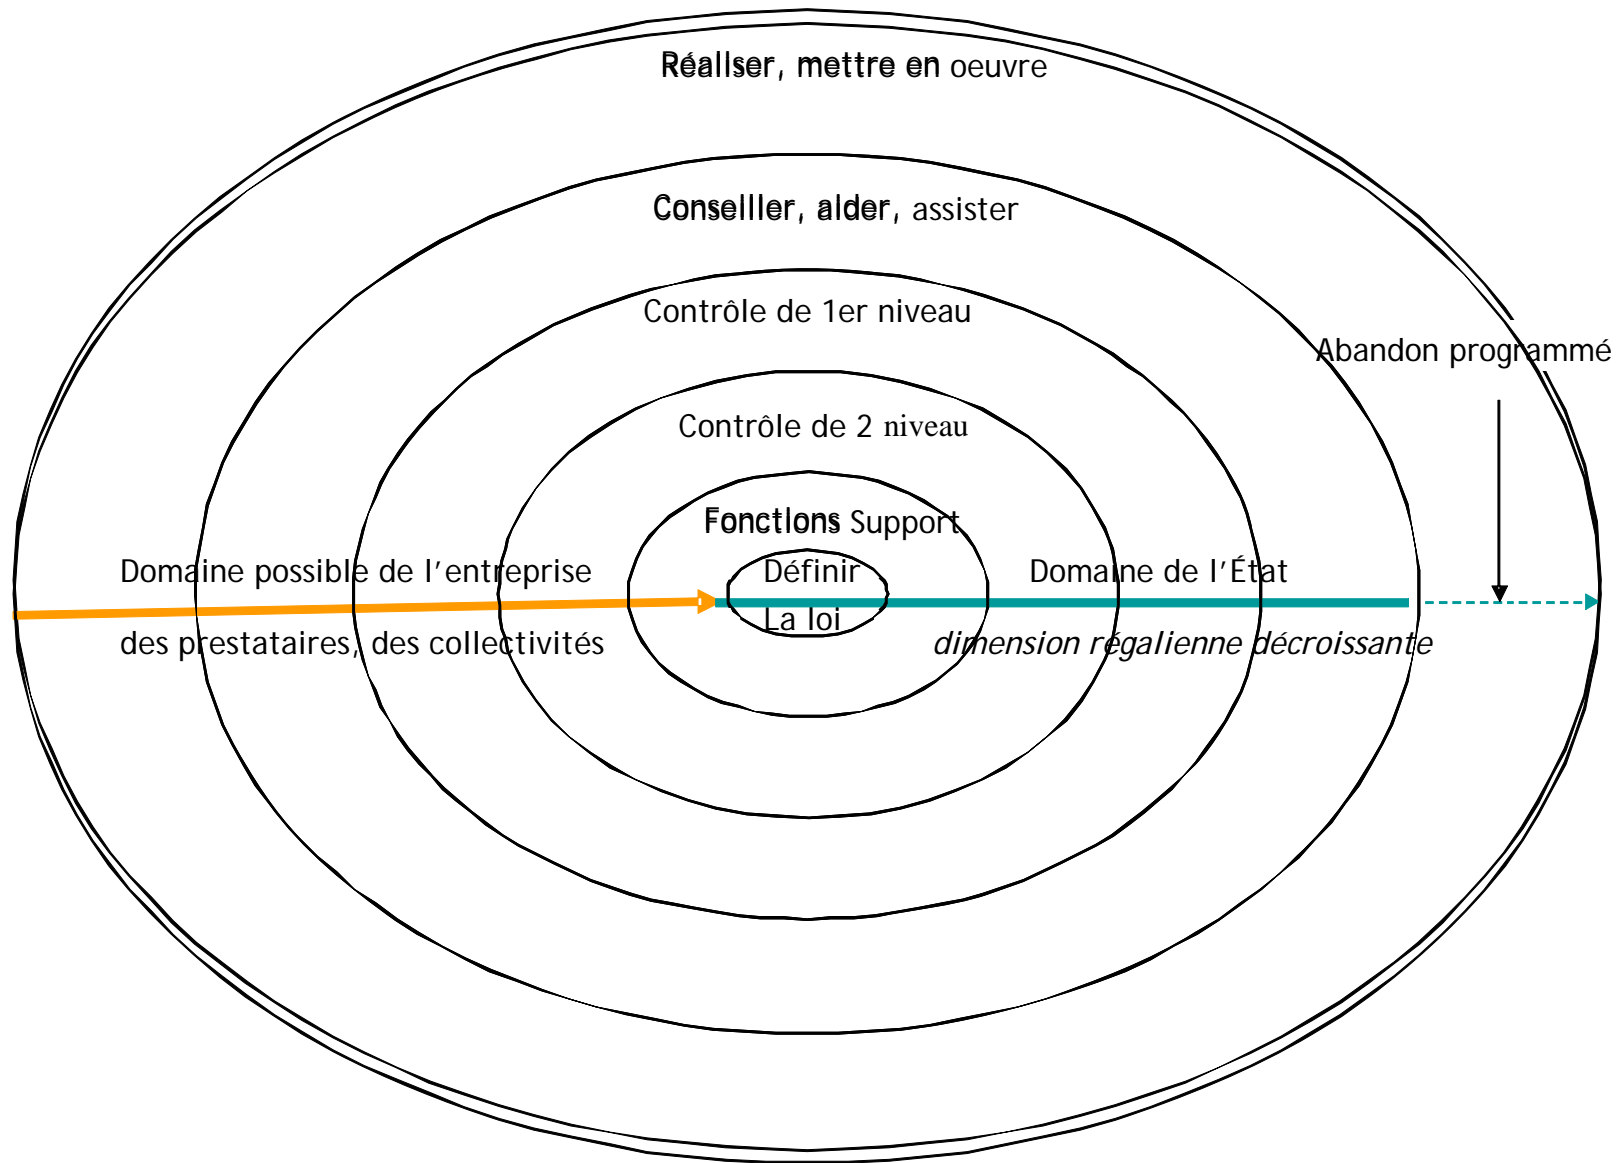 Réaliser, mettre en oeuvre
Conseiller, aider, assister
Contrôle de 1er niveau
Abandon programmé
Contrôle de 2 niveau
Fonctions Support
Domaine possible de l'entreprise
des prestataires, des collectivités
Définir
La loi
Domaine de l'État
dimension régalienne décroissante